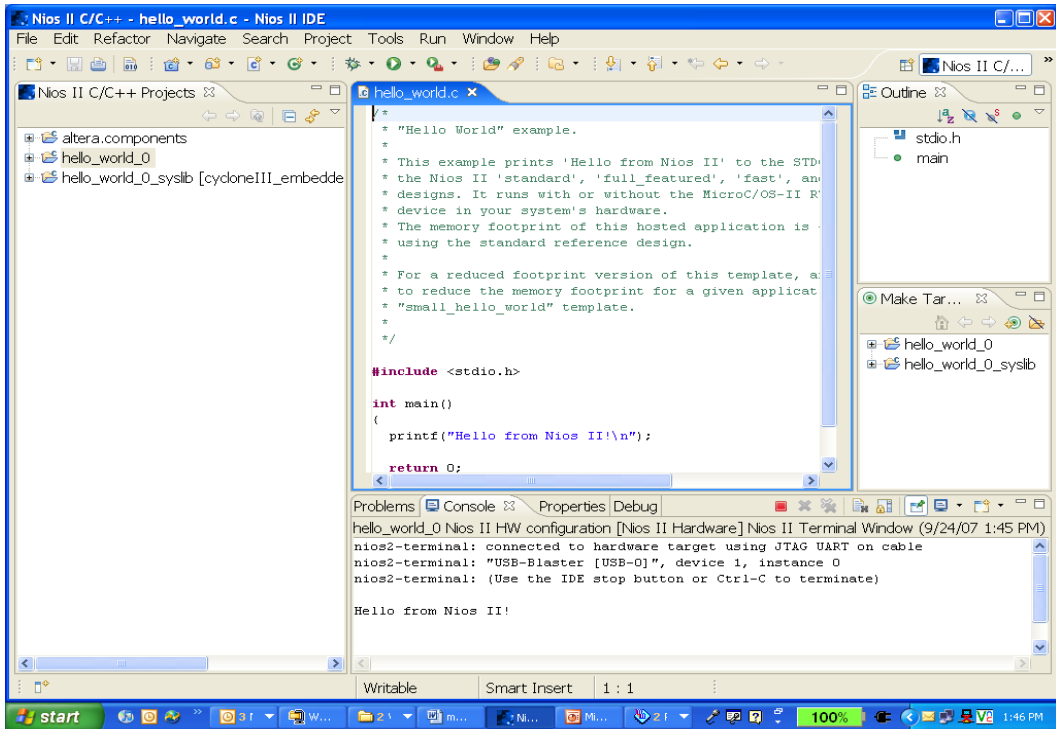 Nios II C/C++ - hello_world.c - Nios II IDE
File Edit Refactor Navigate Search Project Tools Run Window Help
Nios II C/... »
Nios II C/C++ Projects
altera.components
hello_world_0
hello_world_0_syslib [cycloneIII_embedde
hello_world.c
/*
* "Hello World" example.
*
* This example prints 'Hello from Nios II' to the STD
* the Nios II 'standard', 'full_featured', 'fast', an
* designs. It runs with or without the MicroC/OS-II R
* device in your system's hardware.
* The memory footprint of this hosted application is
* using the standard reference design.
*
* For a reduced footprint version of this template, a
* to reduce the memory footprint for a given applicat
* "small_hello_world" template.
*
*/
#include <stdio.h>
int main()
{
printf("Hello from Nios II!\n");
return 0;
Outline
stdio.h
main
Make Tar...
hello_world_0
hello_world_0_syslib
Problems Console Properties Debug
hello_world_0 Nios II HW configuration [Nios II Hardware] Nios II Terminal Window (9/24/07 1:45 PM)
nios2-terminal: connected to hardware target using JTAG UART on cable
nios2-terminal: "USB-Blaster [USB-0]", device 1, instance 0
nios2-terminal: (Use the IDE stop button or Ctrl-C to terminate)
Hello from Nios II!
Writable Smart Insert 1 : 1
start » 3 W... 2 m... Ni... Mi... 2 100% 1:46 PM